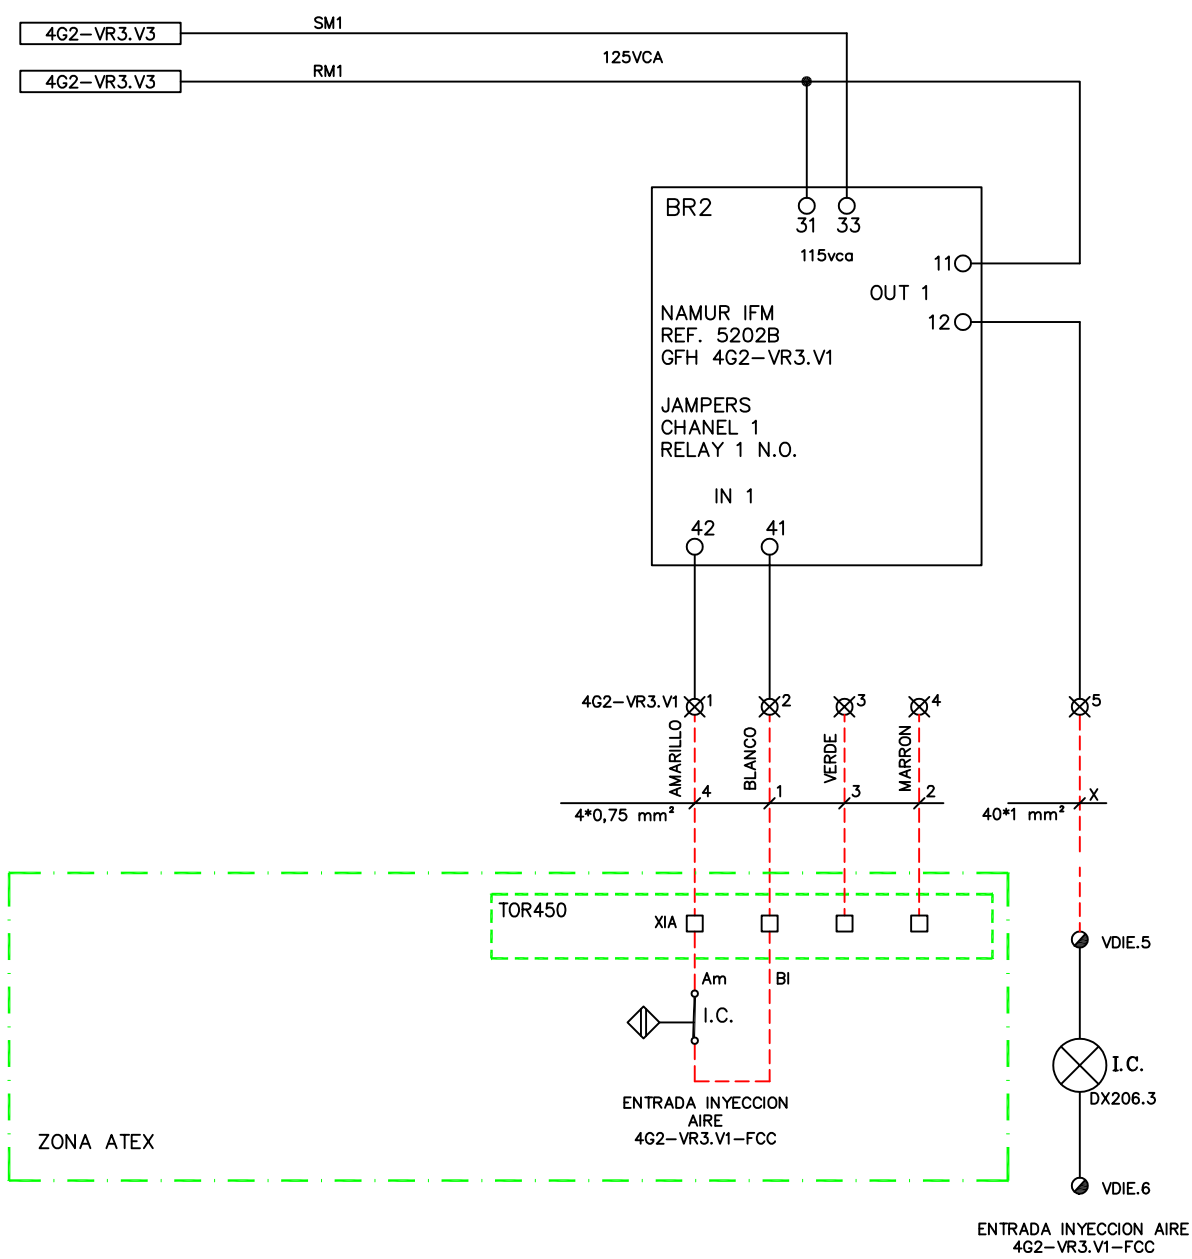 4G2-VR3.V3
SM1
125VCA
4G2-VR3.V3
RM1
BR2
31
33
115vca
11
OUT 1
12
NAMUR IFM
REF. 5202B
GFH 4G2-VR3.V1
JAMPERS
CHANEL 1
RELAY 1 N.O.
IN 1
42
41
4G2-VR3.V1
1
2
3
4
5
AMARILLO
BLANCO
VERDE
MARRON
4
1
3
2
X
4*0,75 mm²
40*1 mm²
TOR450
XIA
VDIE.5
Am
Bl
I.C.
I.C.
DX206.3
ENTRADA INYECCION
AIRE
4G2-VR3.V1-FCC
ZONA ATEX
VDIE.6
ENTRADA INYECCION AIRE
4G2-VR3.V1-FCC